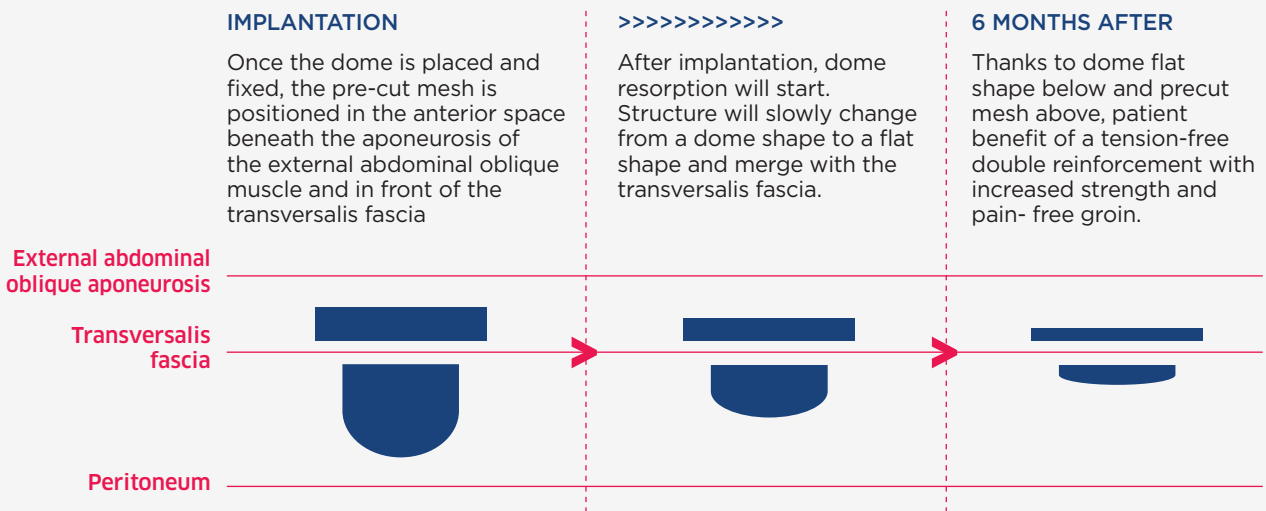 IMPLANTATION
Once the dome is placed and
fixed, the pre-cut mesh is
positioned in the anterior space
beneath the aponeurosis of
the external abdominal oblique
muscle and in front of the
transversalis fascia
>>>>>>>>>>>>
After implantation, dome
resorption will start.
Structure will slowly change
from a dome shape to a flat
shape and merge with the
transversalis fascia.
6 MONTHS AFTER
Thanks to dome flat
shape below and precut
mesh above, patient
benefit of a tension-free
double reinforcement with
increased strength and
pain- free groin.
External abdominal
oblique aponeurosis
Transversalis
fascia
Peritoneum